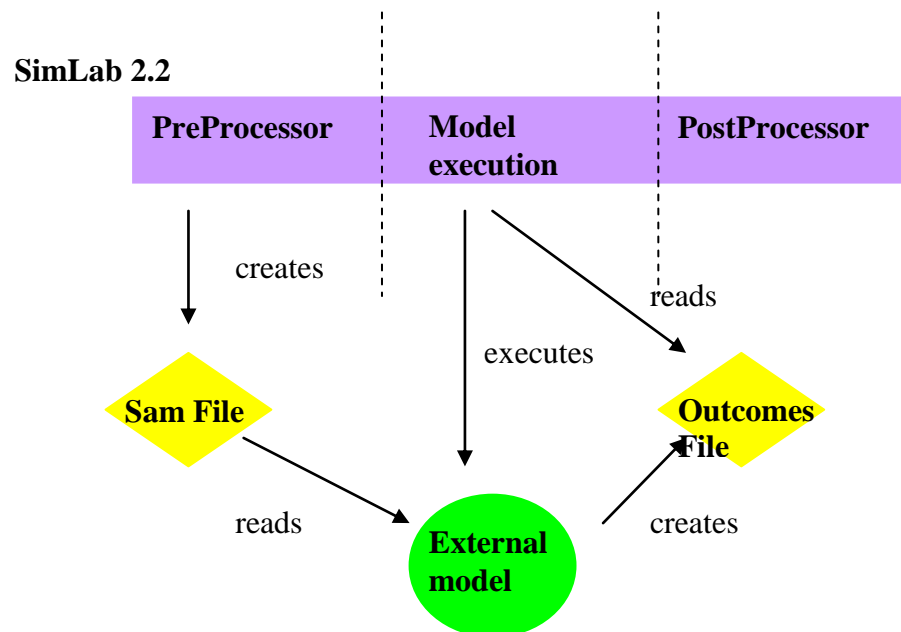 SimLab 2.2
PreProcessor
Model
execution
PostProcessor
creates
reads
executes
Sam File
Outcomes
File
reads
creates
External
model